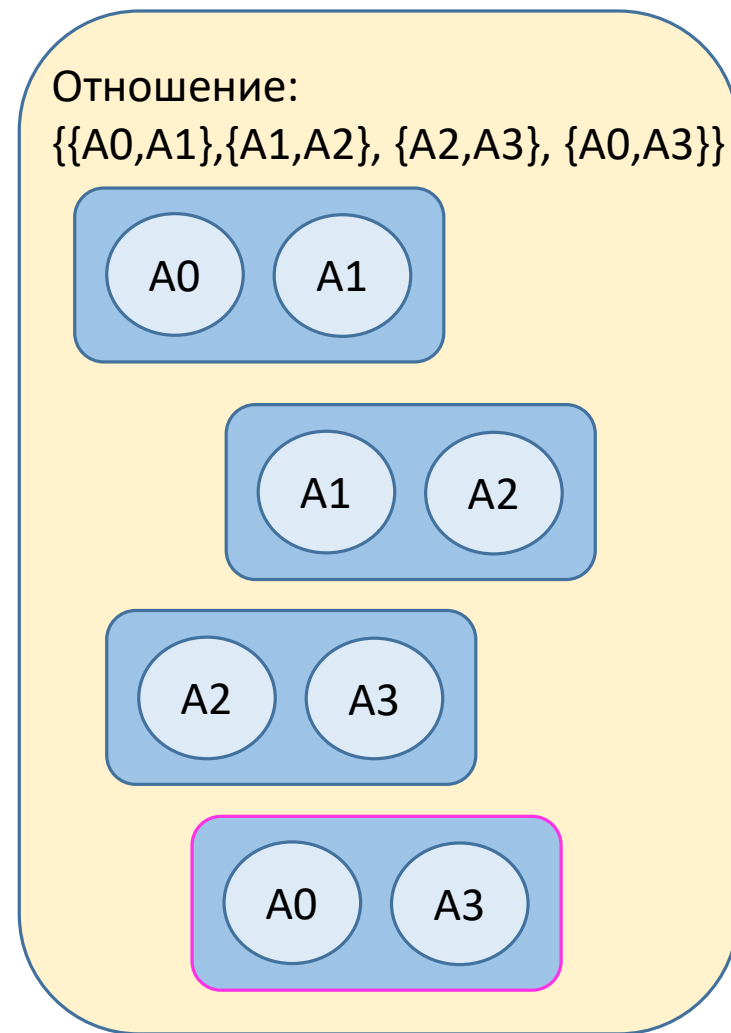 Отношение:
{{A0,A1},{A1,A2}, {A2,A3}, {A0,A3}}
A0 A1
A1 A2
A2 A3
A0 A3